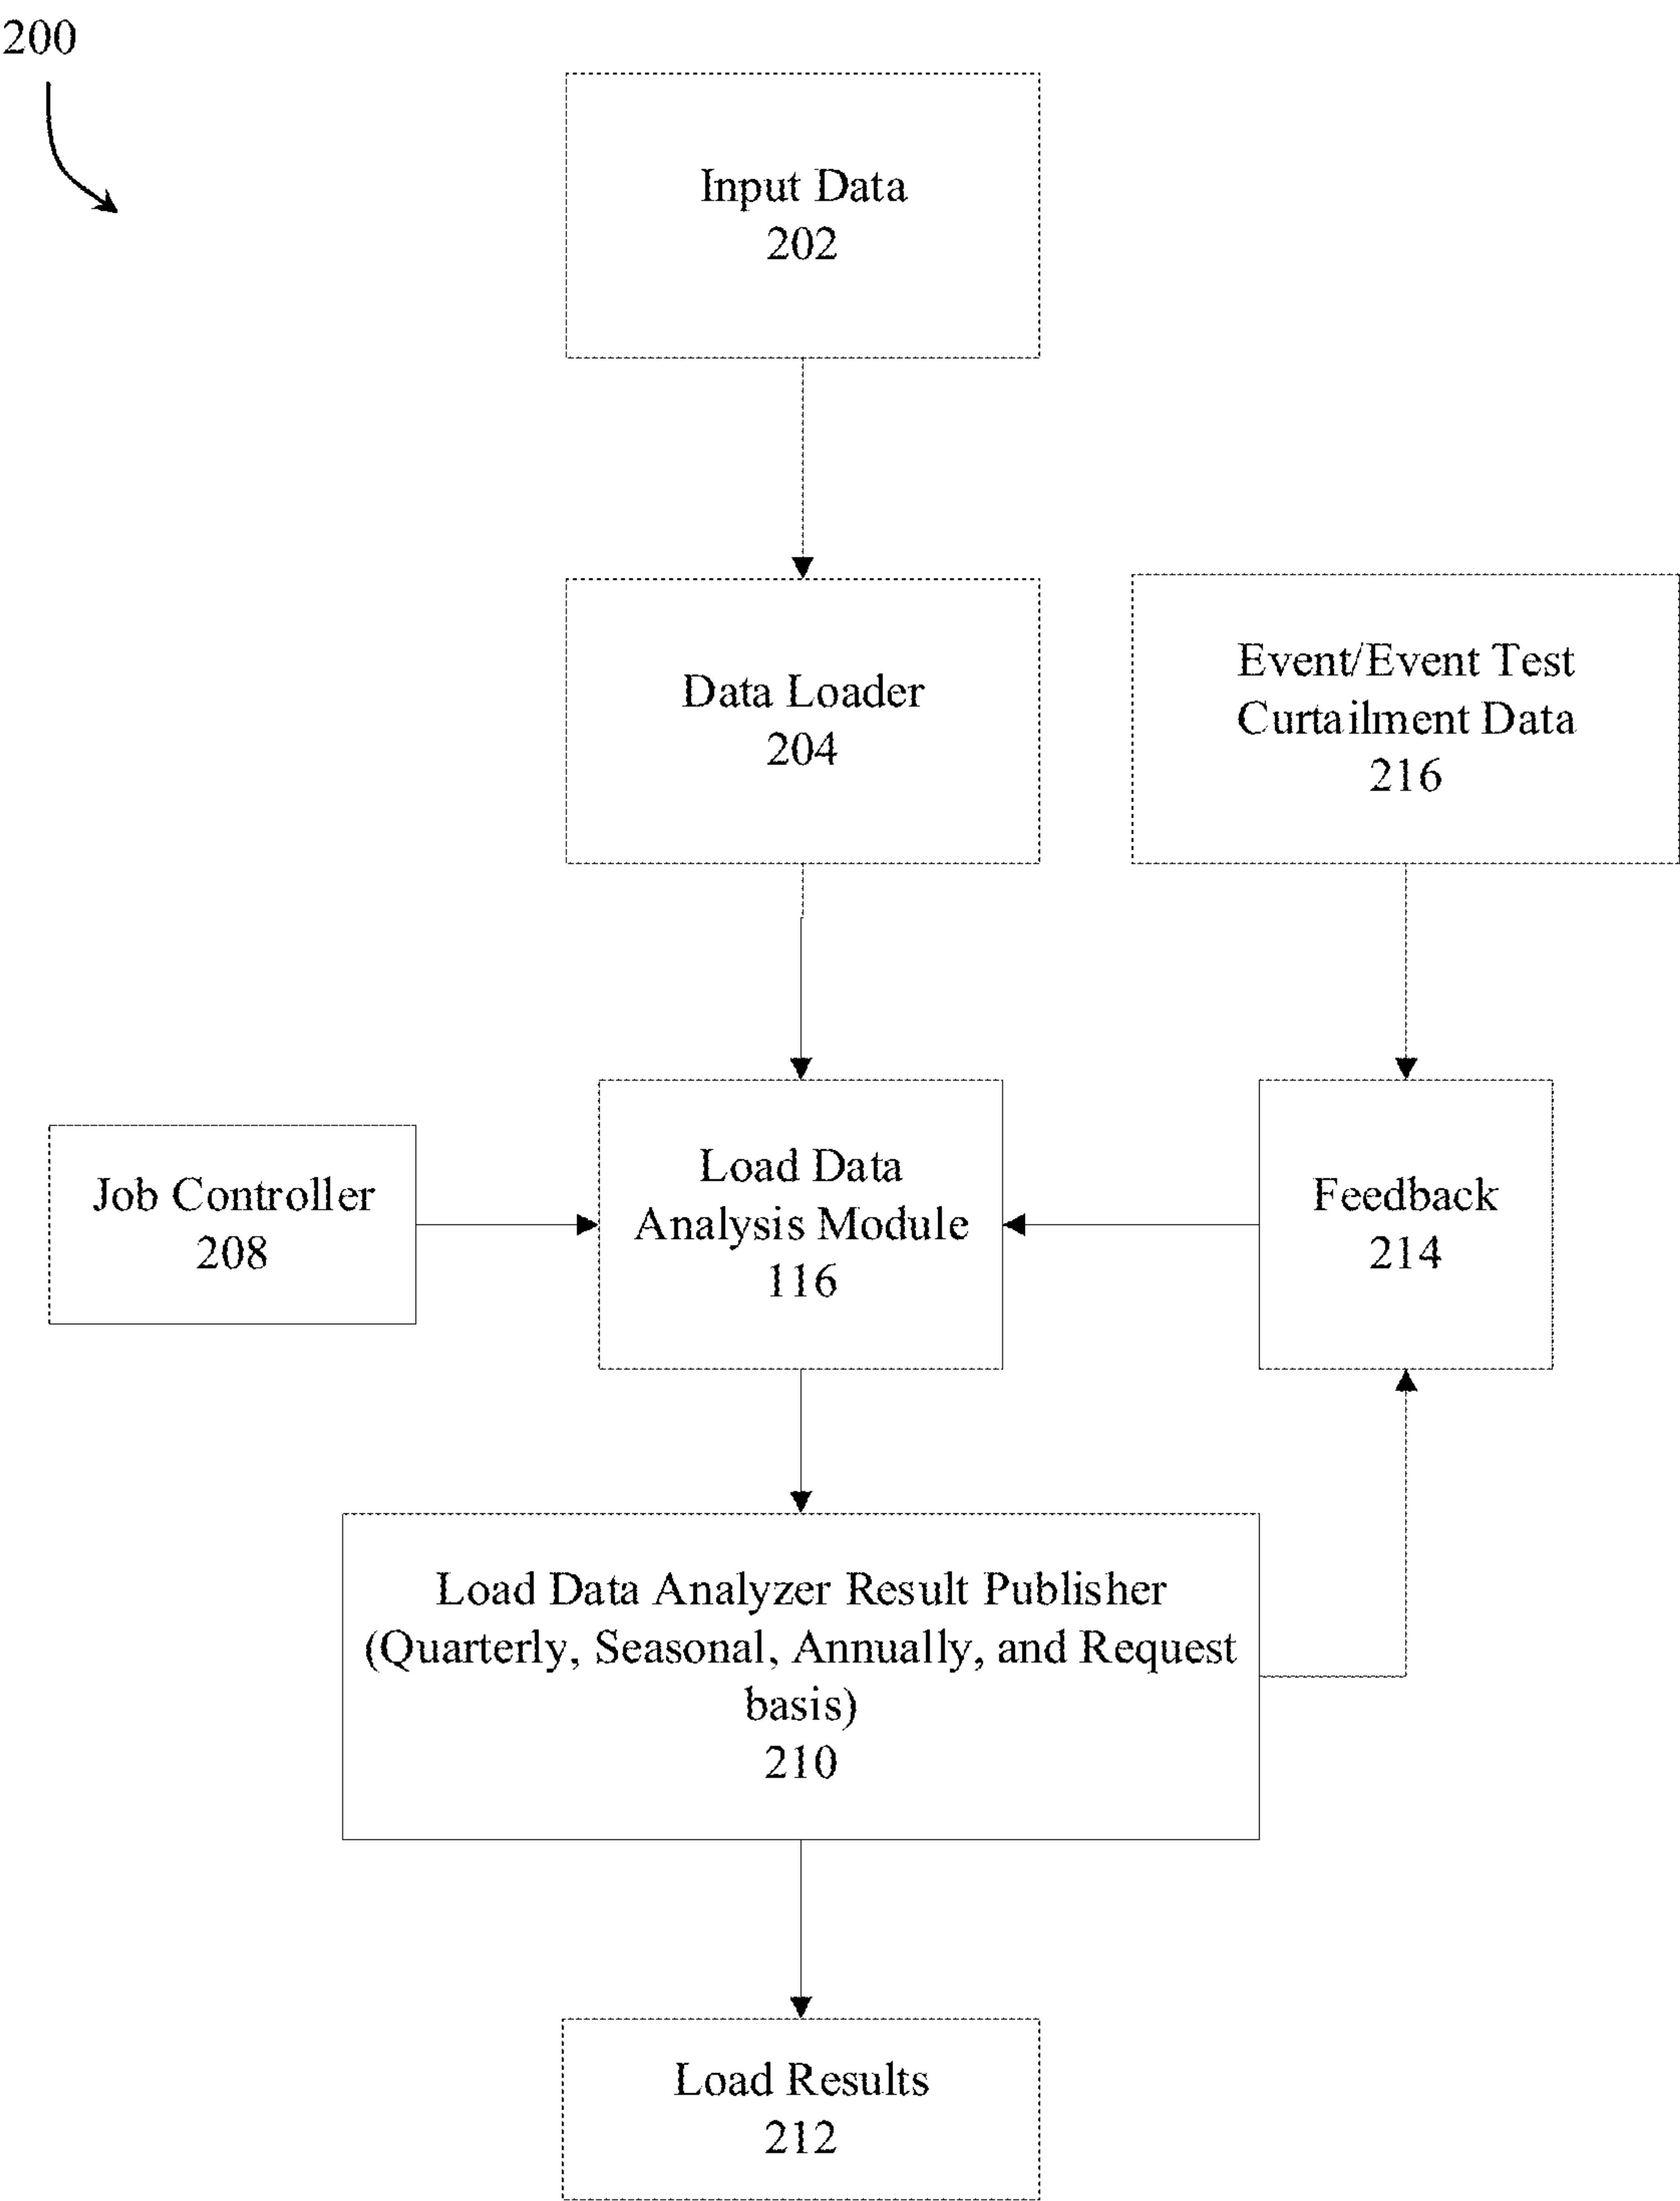 200
Input Data
202
Data Loader
204
Event/Event Test
Curtailment Data
216
Job Controller
208
Load Data
Analysis Module
116
Feedback
214
Load Data Analyzer Result Publisher
(Quarterly, Seasonal, Annually, and Request
basis)
210
Load Results
212